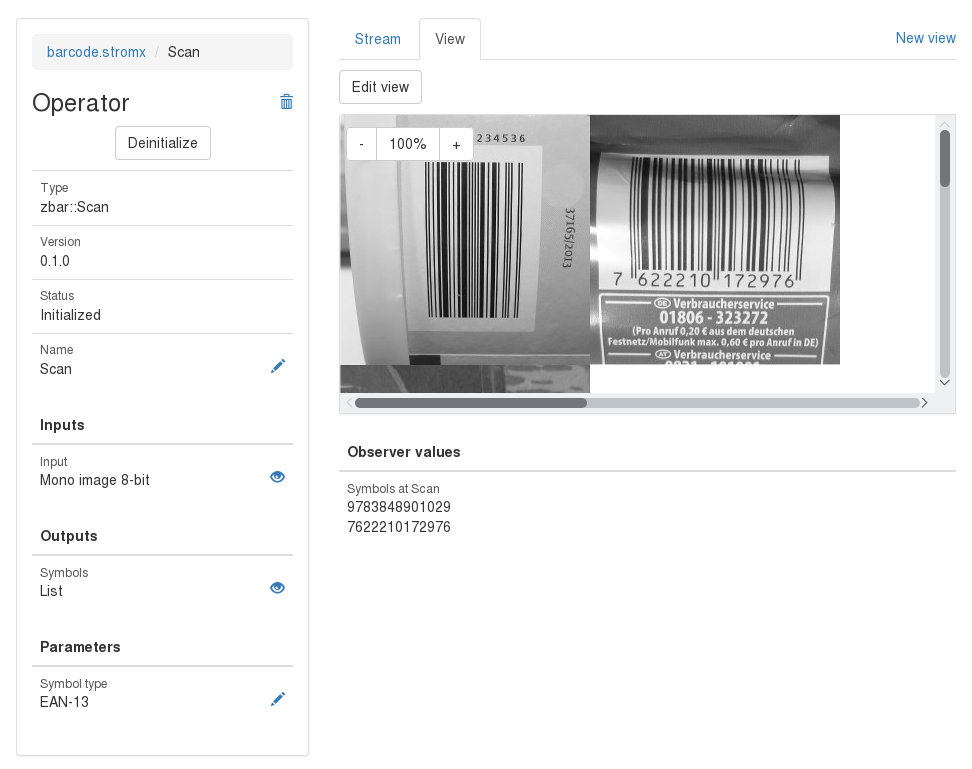 barcode.stromx / Scan
Operator
Deinitialize
Type
zbar::Scan
Version
0.1.0
Status
Initialized
Name
Scan
Inputs
Input
Mono image 8-bit
Outputs
Symbols
List
Parameters
Symbol type
EAN-13
Stream View New view
Edit view
- 100% +
234536
37165/2013
7 622210 172976
DE Verbraucherservice
01806 - 323272
(Pro Anruf 0,20 € aus dem deutschen
Festnetz/Mobilfunk max. 0,60 € pro Anruf in DE)
AT Verbraucherservice
Observer values
Symbols at Scan
9783848901029
7622210172976